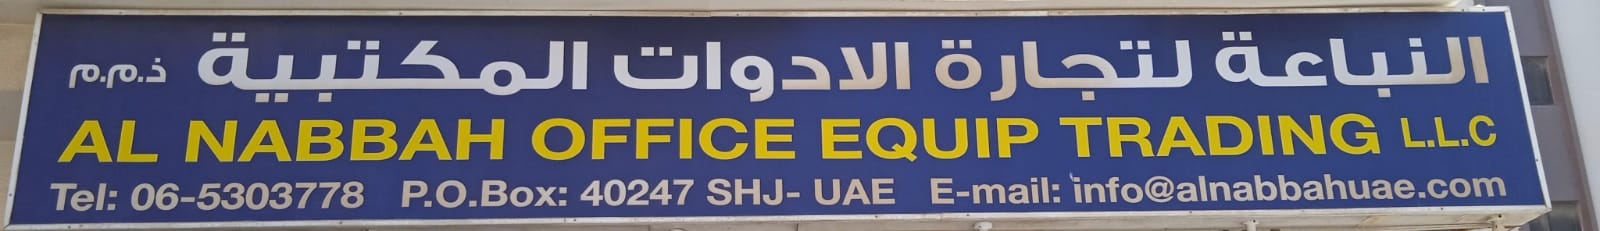 النباعة لتجارة الادوات المكتبية ذ.م.م
AL NABBAH OFFICE EQUIP TRADING L.L.C
Tel: 06-5303778 P.O.Box: 40247 SHJ- UAE E-mail: info@alnabbahuae.com